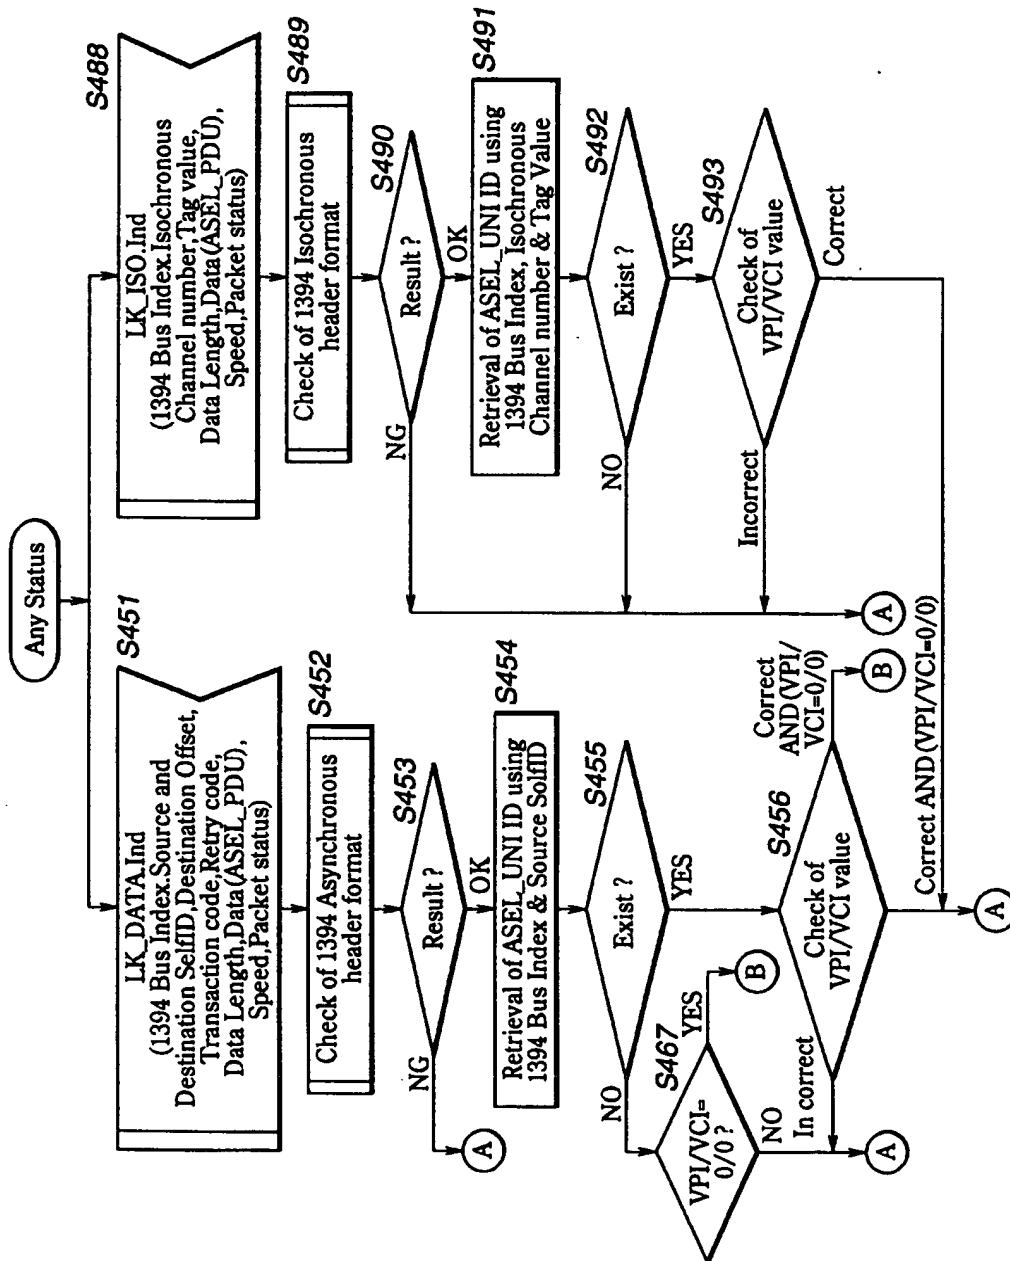 Any Status
S451
LK_DATA.Ind
(1394 Bus Index.Source and
Destination SelfID,Destination Offset,
Transaction code,Retry code,
Data Length,Data(ASEL_PDU),
Speed,Packet status)
S452
Check of 1394 Asynchronous
header format
S453
Result ?
NG
A
OK
S454
Retrieval of ASEL_UNI ID using
1394 Bus Index & Source SolfID
S455
Exist ?
NO
YES
S467
VPI/VCI=
0/0 ?
YES
B
NO
S456
Check of
VPI/VCI value
In correct
A
Correct
AND(VPI/
VCI=0/0)
B
Correct AND(VPI/VCI=0/0)
A
S488
LK_ISO.Ind
(1394 Bus Index.Isochronous
Channel number,Tag value,
Data Length,Data(ASEL_PDU),
Speed,Packet status)
S489
Check of 1394 Isochronous
header format
S490
Result ?
NG
OK
S491
Retrieval of ASEL_UNI ID using
1394 Bus Index, Isochronous
Channel number & Tag Value
S492
Exist ?
NO
YES
S493
Check of
VPI/VCI value
Incorrect
Correct
A